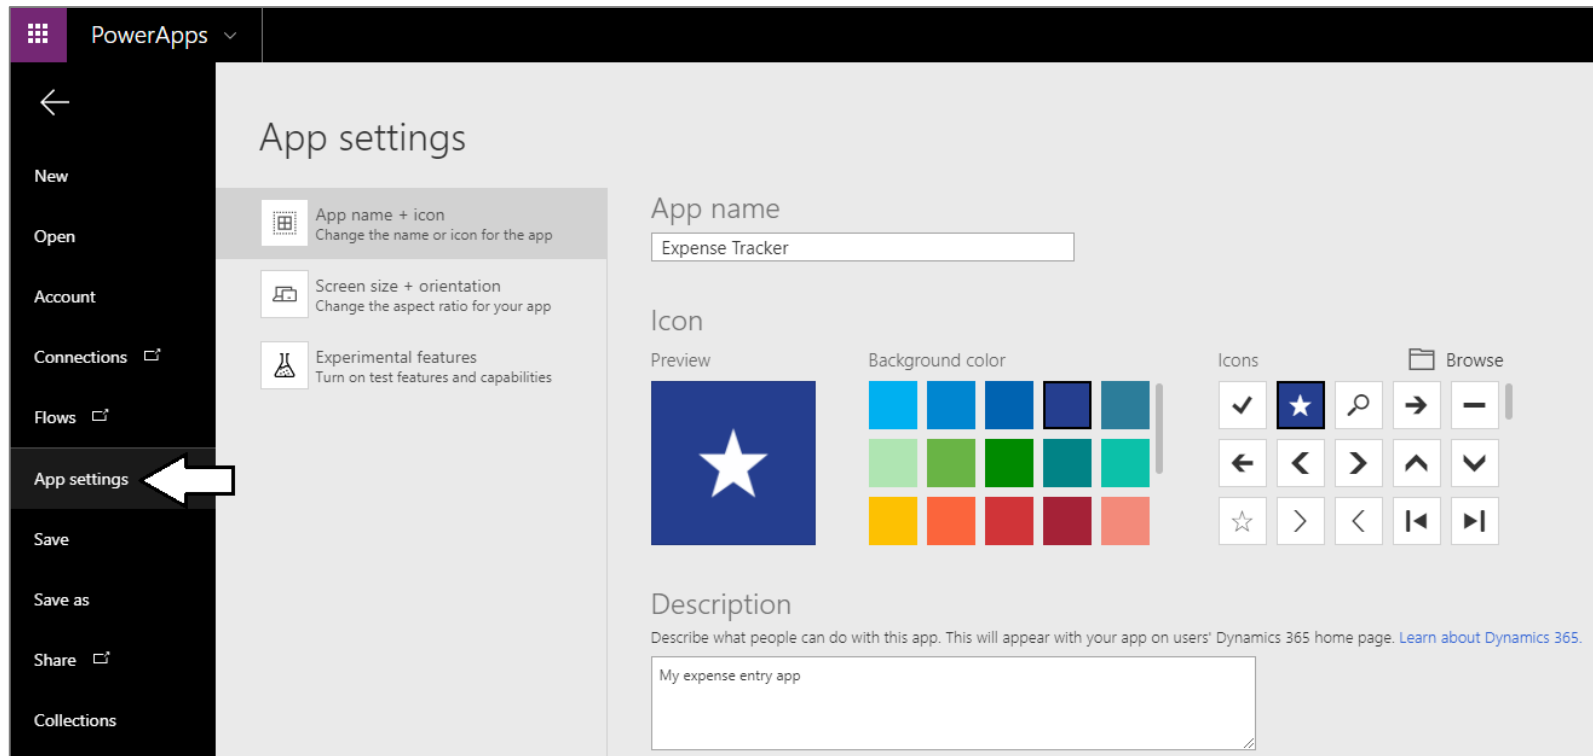 PowerApps
New
Open
Account
Connections
Flows
App settings
Save
Save as
Share
Collections
App settings
App name + icon
Change the name or icon for the app
Screen size + orientation
Change the aspect ratio for your app
Experimental features
Turn on test features and capabilities
App name
Expense Tracker
Icon
Preview
Background color
Icons
Browse
Description
Describe what people can do with this app. This will appear with your app on users' Dynamics 365 home page. Learn about Dynamics 365.
My expense entry app